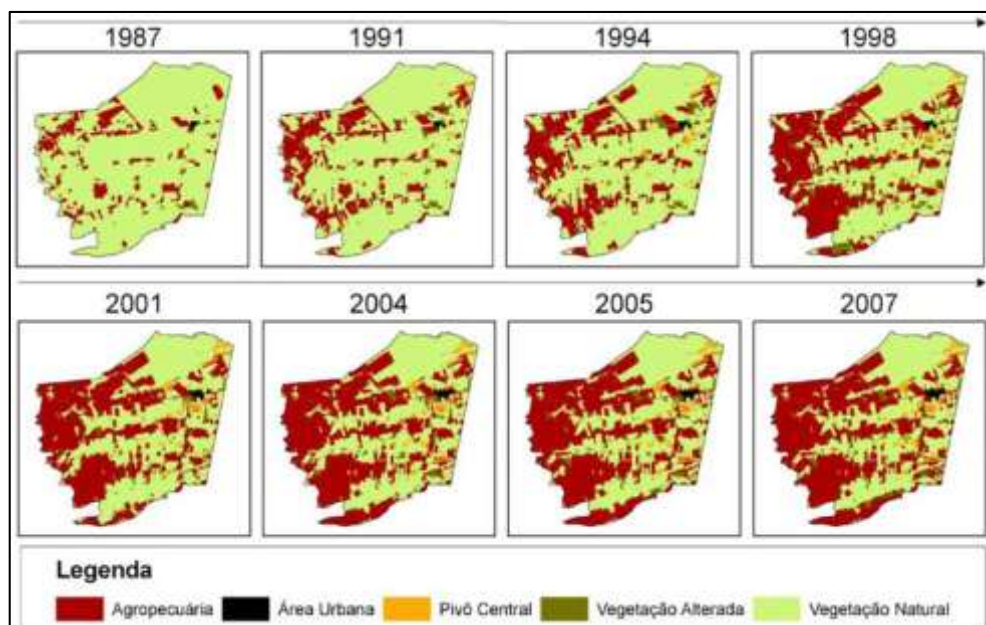 1987 1991 1994 1998
2001 2004 2005 2007
Legenda
Agropecuária Área Urbana Pivô Central Vegetação Alterada Vegetação Natural